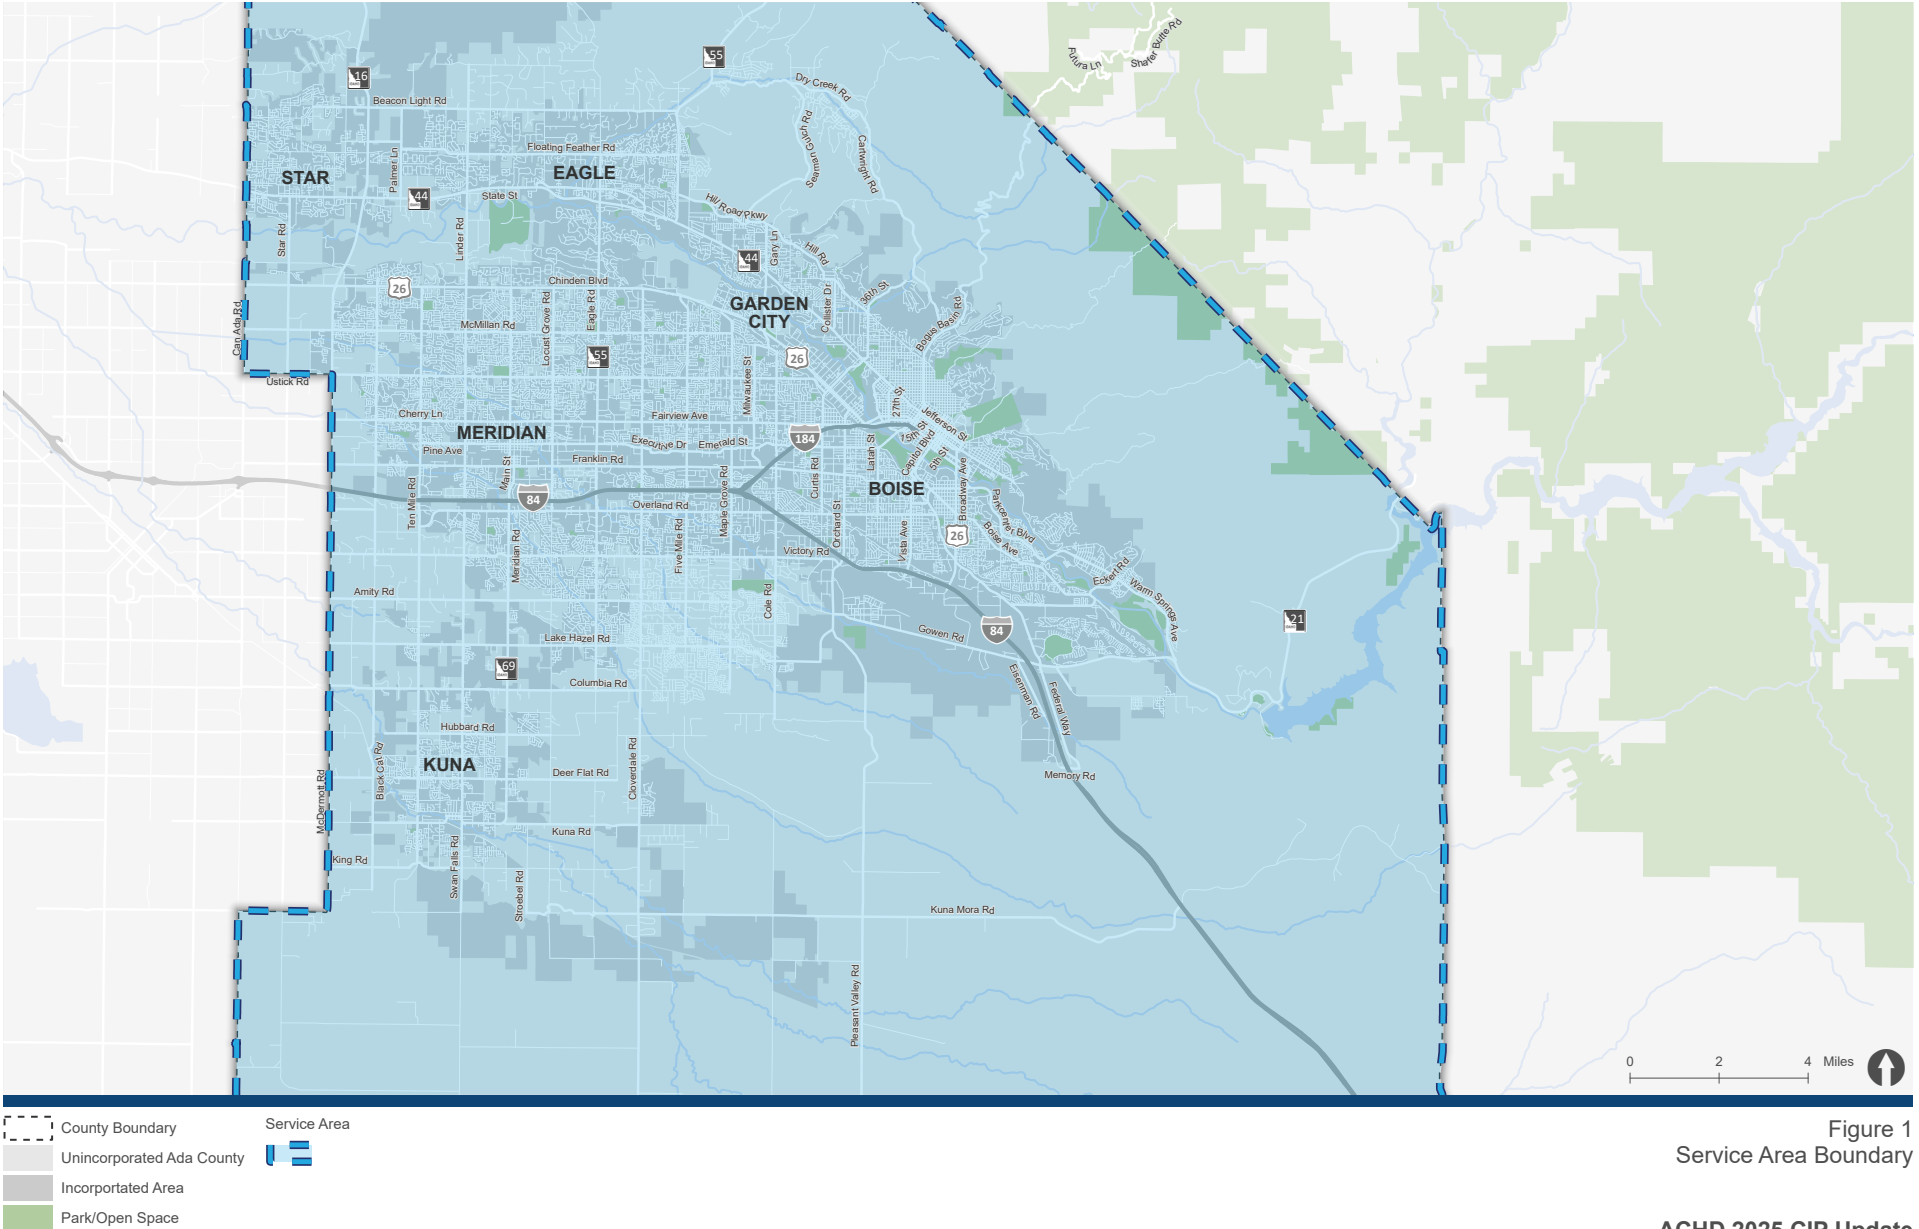 Futura Ln
Shafer Butte Rd
55
16
Dry Creek Rd
Beacon Light Rd
Seaman Gulch Rd
Cartwright Rd
Floating Feather Rd
Palmer Ln
STAR
EAGLE
44
State St
Hill Road Pkwy
Star Rd
Linder Rd
Gary Ln
Hill Rd
44
Chinden Blvd
26
36th St
GARDEN
CITY
Can Ada Rd
Locust Grove Rd
Eagle Rd
Collister Dr
Bogus Basin Rd
McMillan Rd
55
26
Ustick Rd
Milwaukee St
27th St
Cherry Ln
Fairview Ave
Jefferson St
MERIDIAN
Executive Dr
Emerald St
184
15th St
Pine Ave
Franklin Rd
Latah St
Capitol Blvd
5th St
Main St
Curtis Rd
BOISE
Broadway Ave
84
Ten Mile Rd
Overland Rd
Maple Grove Rd
Orchard St
Parkcenter Blvd
Vista Ave
26
Boise Ave
Meridian Rd
Five Mile Rd
Victory Rd
Eckert Rd
Amity Rd
Cole Rd
Warm Springs Ave
21
Gowen Rd
84
Lake Hazel Rd
69
Columbia Rd
Eisenman Rd
Federal Way
Hubbard Rd
Black Cat Rd
KUNA
Deer Flat Rd
Cloverdale Rd
Memory Rd
McDermott Rd
Kuna Rd
King Rd
Swan Falls Rd
Stroebel Rd
Kuna Mora Rd
Pleasant Valley Rd
0 2 4 Miles
County Boundary
Unincorporated Ada County
Incorportated Area
Park/Open Space
Service Area
Figure 1
Service Area Boundary
ACHD 2025 CIP Update